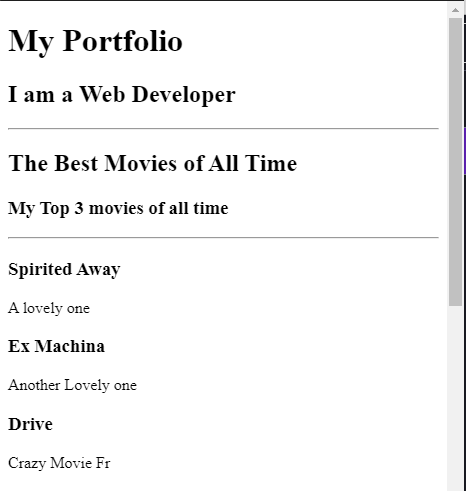 My Portfolio
I am a Web Developer
The Best Movies of All Time
My Top 3 movies of all time
Spirited Away
A lovely one
Ex Machina
Another Lovely one
Drive
Crazy Movie Fr